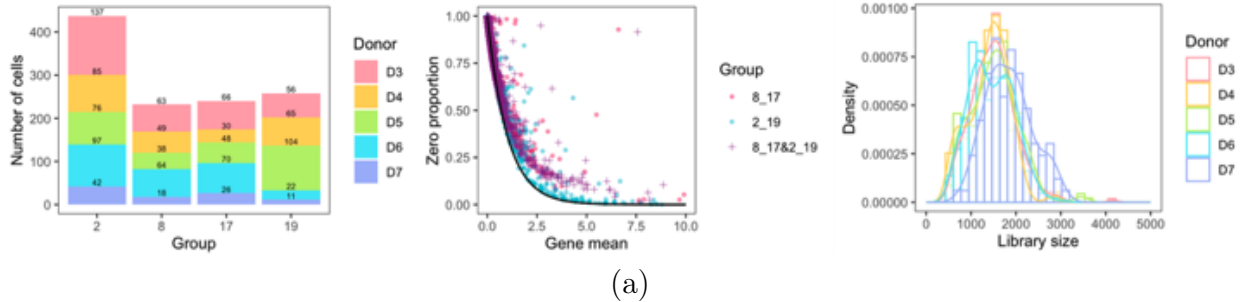 Number of cells
400
300
200
100
0
137
85
76
97
42
63
49
38
64
18
66
30
48
70
26
56
65
104
22
11
2 8 17 19
Group
Donor
D3
D4
D5
D6
D7
Zero proportion
1.00
0.75
0.50
0.25
0.00
0.0 2.5 5.0 7.5 10.0
Gene mean
Group
8_17
2_19
8_17&2_19
Density
0.00100
0.00075
0.00050
0.00025
0.00000
0 1000 2000 3000 4000 5000
Library size
Donor
D3
D4
D5
D6
D7
(a)